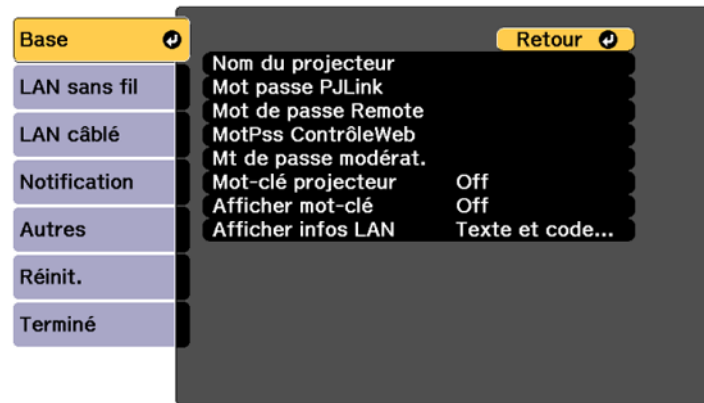 Base
LAN sans fil
LAN câblé
Notification
Autres
Réinit.
Terminé
Retour
Nom du projecteur
Mot passe PJLink
Mot de passe Remote
MotPss ContrôleWeb
Mt de passe modérat.
Mot-clé projecteur Off
Afficher mot-clé Off
Afficher infos LAN Texte et code...